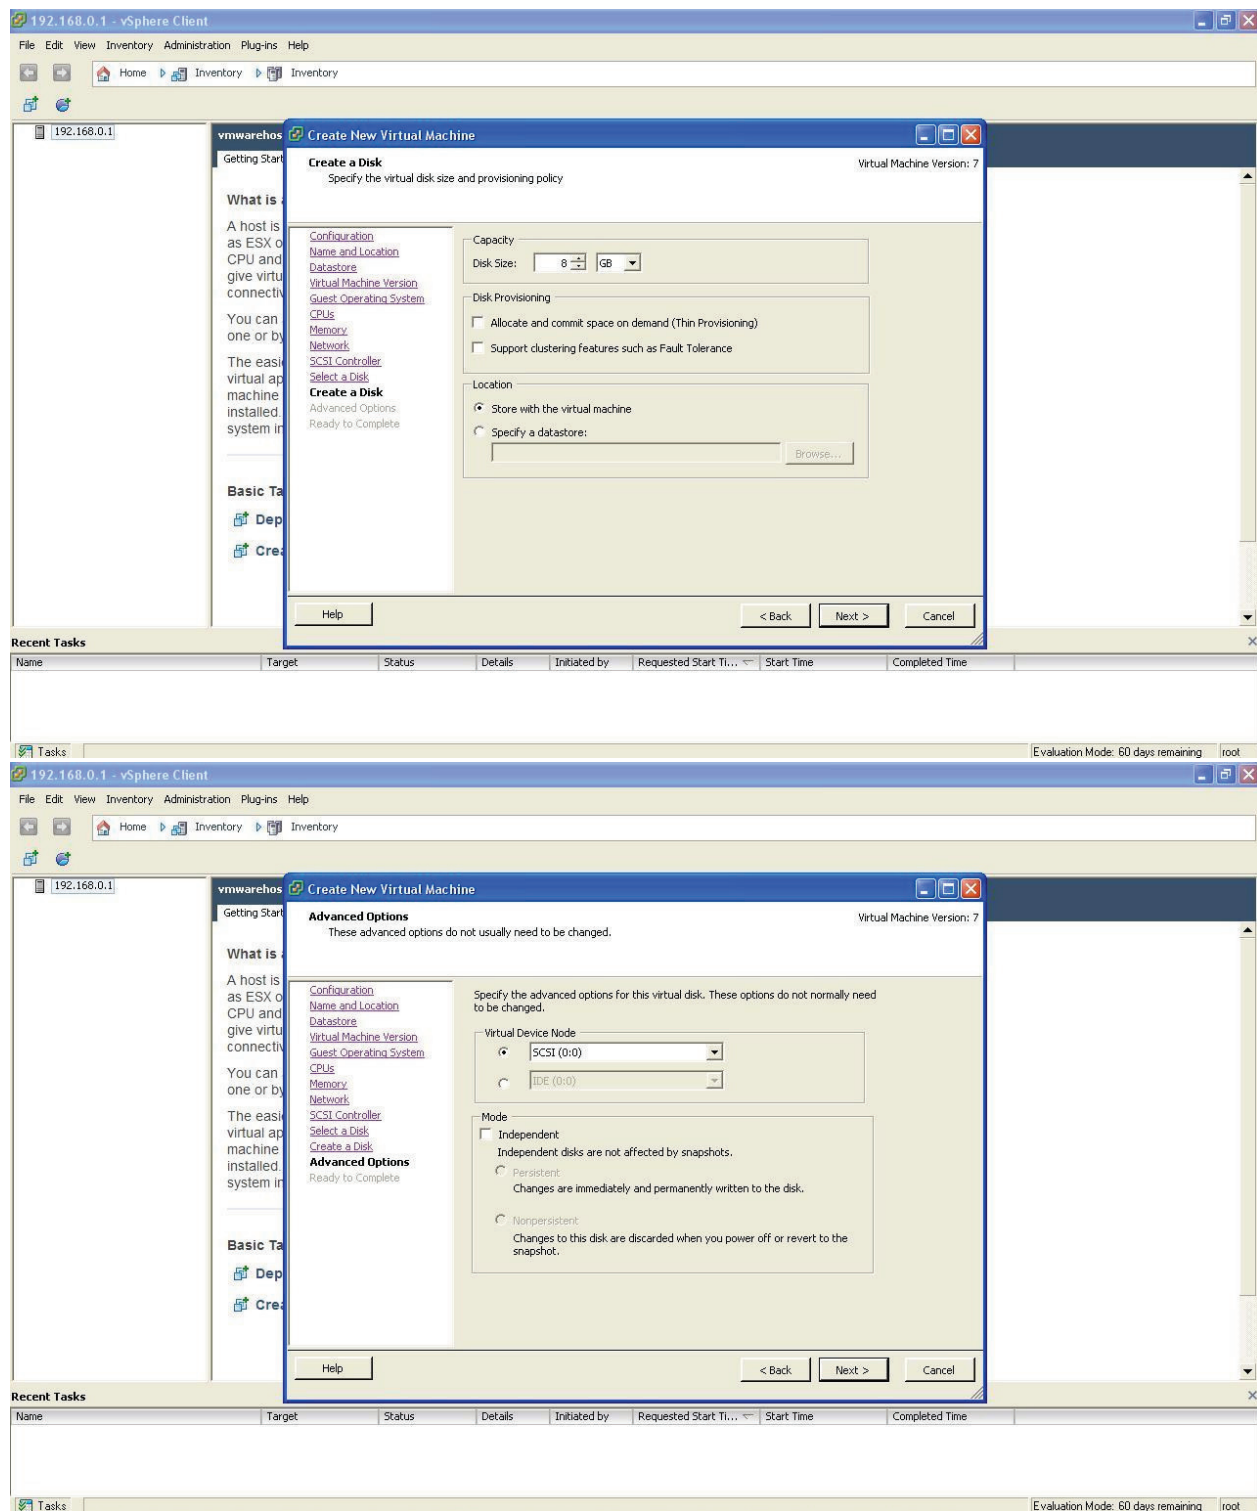 192.168.0.1 - vSphere Client
File Edit View Inventory Administration Plug-ins Help
Home Inventory Inventory
192.168.0.1
vmwarehos
Getting Start
What is
A host is
as ESX o
CPU and
give virtu
connectiv
You can
one or by
The easi
virtual ap
machine
installed.
system in
Basic Ta
Dep
Crea
Create New Virtual Machine
Create a Disk
Specify the virtual disk size and provisioning policy
Virtual Machine Version: 7
Configuration
Name and Location
Datastore
Virtual Machine Version
Guest Operating System
CPUs
Memory
Network
SCSI Controller
Select a Disk
Create a Disk
Advanced Options
Ready to Complete
Capacity
Disk Size: 8 GB
Disk Provisioning
Allocate and commit space on demand (Thin Provisioning)
Support clustering features such as Fault Tolerance
Location
Store with the virtual machine
Specify a datastore:
Browse...
Help < Back Next > Cancel
Recent Tasks
Name Target Status Details Initiated by Requested Start Ti... Start Time Completed Time
Tasks Evaluation Mode: 60 days remaining root
192.168.0.1 - vSphere Client
File Edit View Inventory Administration Plug-ins Help
Home Inventory Inventory
192.168.0.1
vmwarehos
Getting Start
What is
A host is
as ESX o
CPU and
give virtu
connectiv
You can
one or by
The easi
virtual ap
machine
installed.
system in
Basic Ta
Dep
Crea
Create New Virtual Machine
Advanced Options
These advanced options do not usually need to be changed.
Virtual Machine Version: 7
Configuration
Name and Location
Datastore
Virtual Machine Version
Guest Operating System
CPUs
Memory
Network
SCSI Controller
Select a Disk
Create a Disk
Advanced Options
Ready to Complete
Specify the advanced options for this virtual disk. These options do not normally need
to be changed.
Virtual Device Node
SCSI (0:0)
IDE (0:0)
Mode
Independent
Independent disks are not affected by snapshots.
Persistent
Changes are immediately and permanently written to the disk.
Nonpersistent
Changes to this disk are discarded when you power off or revert to the
snapshot.
Help < Back Next > Cancel
Recent Tasks
Name Target Status Details Initiated by Requested Start Ti... Start Time Completed Time
Tasks Evaluation Mode: 60 days remaining root